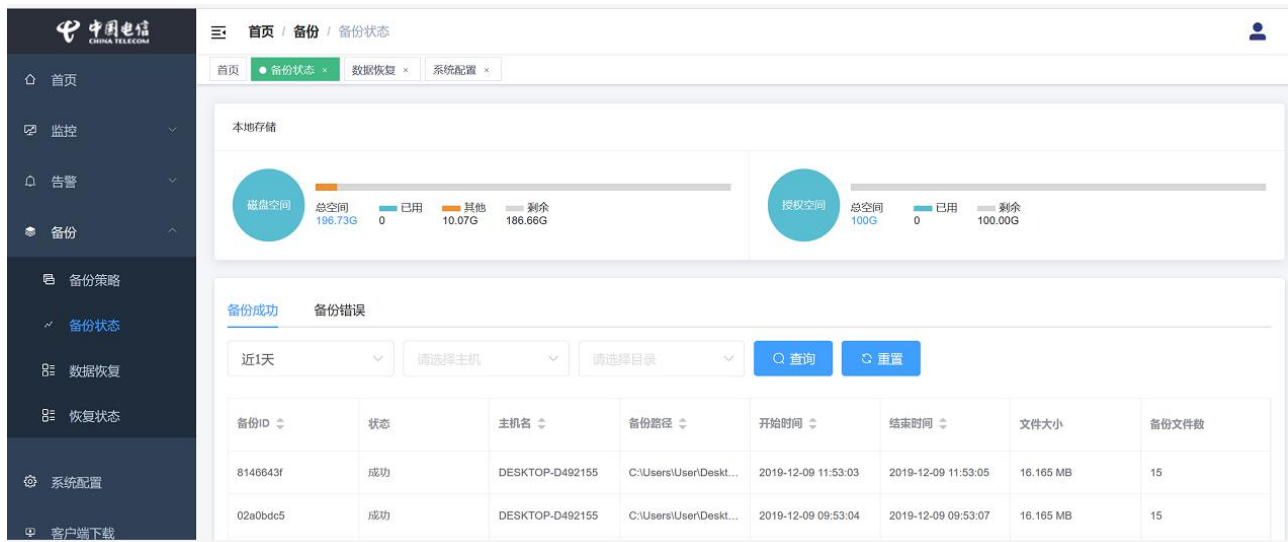 中国电信
CHINA TELECOM
首页 / 备份 / 备份状态
首页
备份状态 ×
数据恢复 ×
系统配置 ×
首页
监控
告警
备份
备份策略
备份状态
数据恢复
恢复状态
系统配置
客户端下载
本地存储
磁盘空间
总空间 已用 其他 剩余
196.73G 0 10.07G 186.66G
授权空间
总空间 已用 剩余
100G 0 100.00G
备份成功 备份错误
近1天 请选择主机 请选择目录 查询 重置
备份ID 状态 主机名 备份路径 开始时间 结束时间 文件大小 备份文件数
8146643f 成功 DESKTOP-D492155 C:\Users\User\Deskt... 2019-12-09 11:53:03 2019-12-09 11:53:05 16.165 MB 15
02a0bdc5 成功 DESKTOP-D492155 C:\Users\User\Deskt... 2019-12-09 09:53:04 2019-12-09 09:53:07 16.165 MB 15